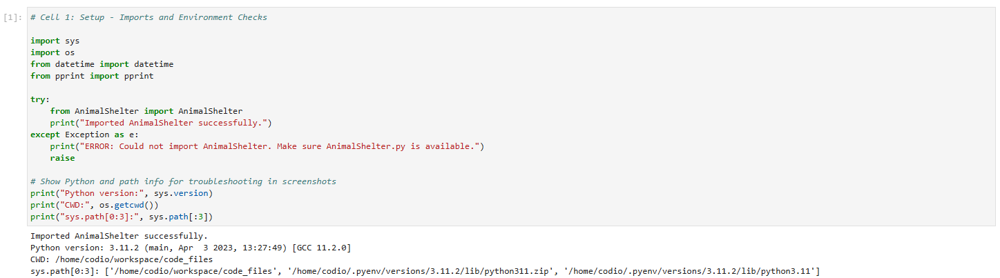 [1]: # Cell 1: Setup - Imports and Environment Checks
import sys
import os
from datetime import datetime
from pprint import pprint
try:
    from AnimalShelter import AnimalShelter
    print("Imported AnimalShelter successfully.")
except Exception as e:
    print("ERROR: Could not import AnimalShelter. Make sure AnimalShelter.py is available.")
    raise
# Show Python and path info for troubleshooting in screenshots
print("Python version:", sys.version)
print("CWD:", os.getcwd())
print("sys.path[0:3]:", sys.path[:3])
Imported AnimalShelter successfully.
Python version: 3.11.2 (main, Apr  3 2023, 13:27:49) [GCC 11.2.0]
CWD: /home/codio/workspace/code_files
sys.path[0:3]: ['/home/codio/workspace/code_files', '/home/codio/.pyenv/versions/3.11.2/lib/python311.zip', '/home/codio/.pyenv/versions/3.11.2/lib/python3.11']